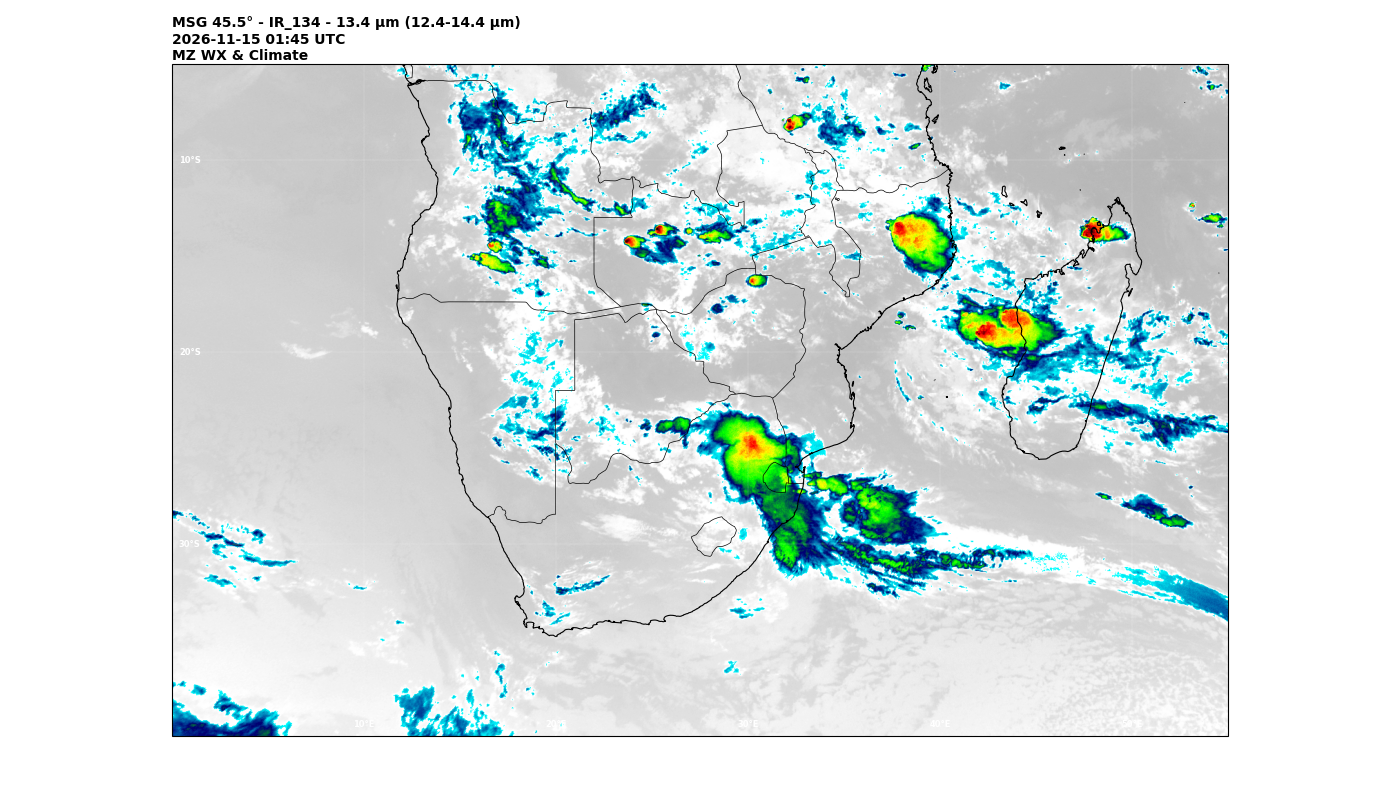 MSG 45.5° - IR_134 - 13.4 µm (12.4-14.4 µm)
2026-11-15 01:45 UTC
MZ WX & Climate
10°S
20°S
30°S
10°E 20°E 30°E 40°E